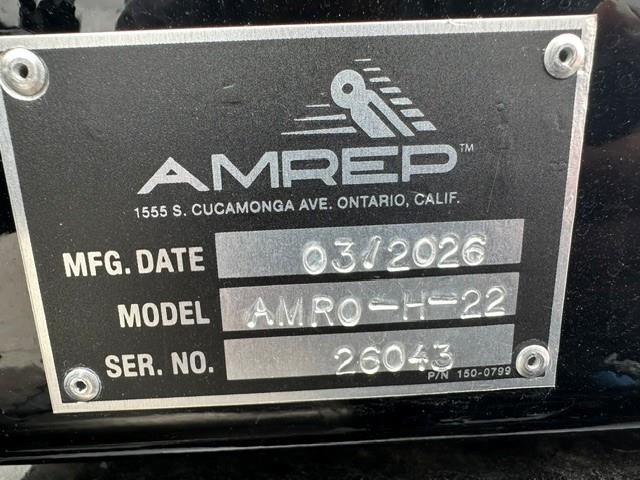 AMREP™
1555 S. CUCAMONGA AVE. ONTARIO, CALIF.
MFG. DATE 03/2026
MODEL AMRO-H-22
SER. NO. 26043
P/N 150-0799